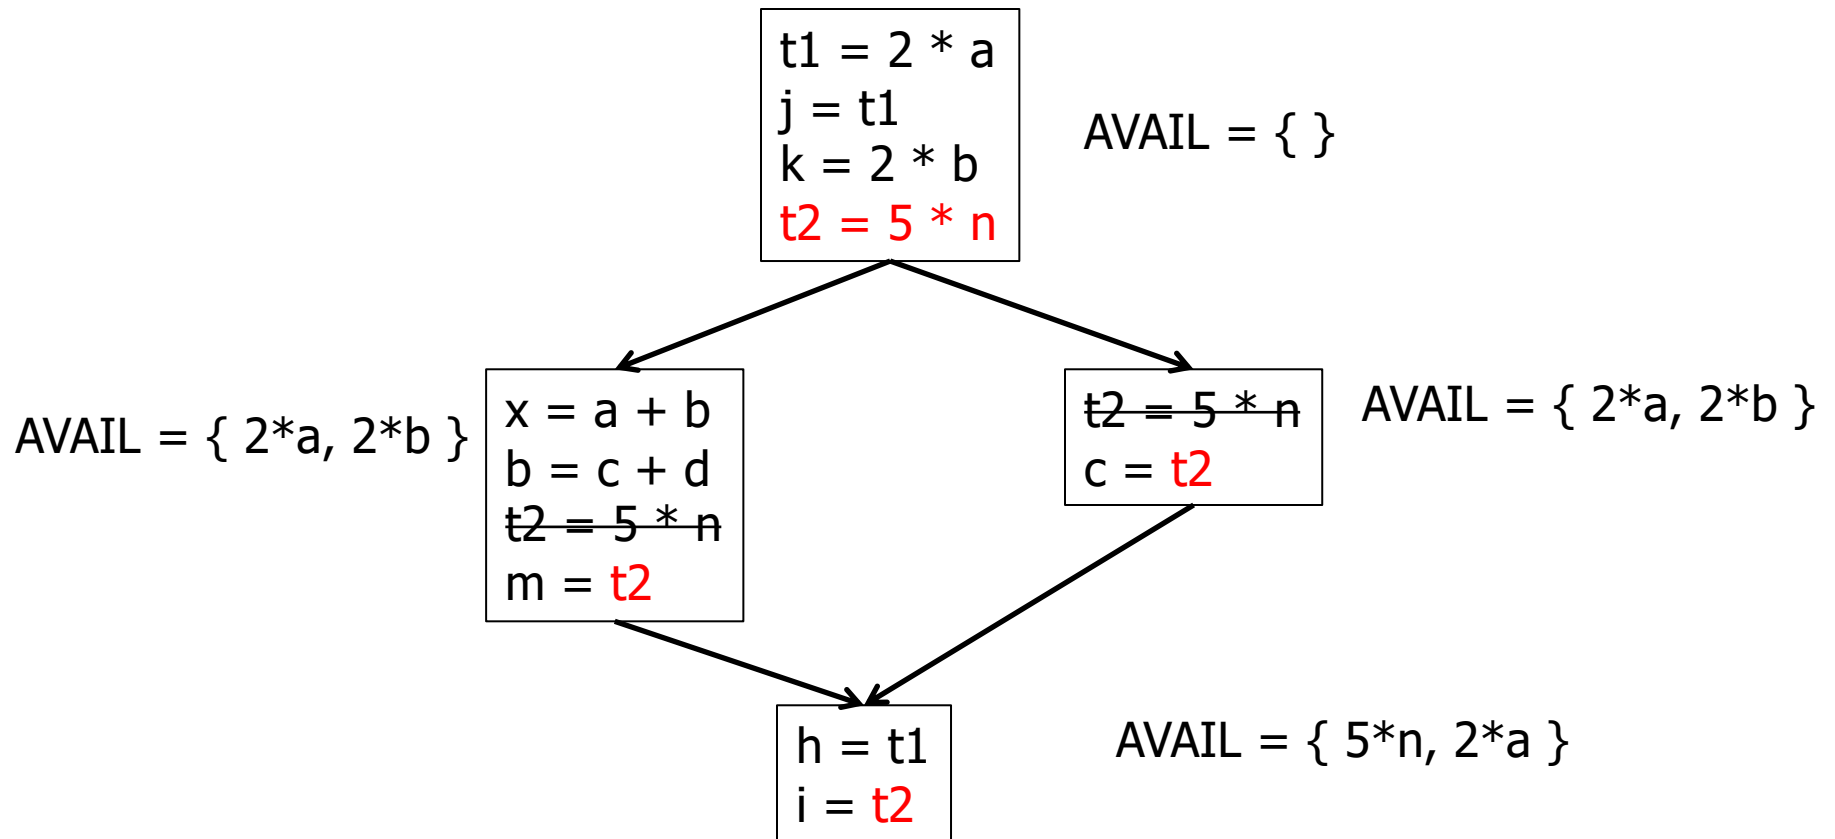 t1 = 2 * a
j = t1
k = 2 * b
t2 = 5 * n
AVAIL = { }
AVAIL = { 2*a, 2*b }
x = a + b
b = c + d
t2 = 5 * n
m = t2
t2 = 5 * n
c = t2
AVAIL = { 2*a, 2*b }
h = t1
i = t2
AVAIL = { 5*n, 2*a }